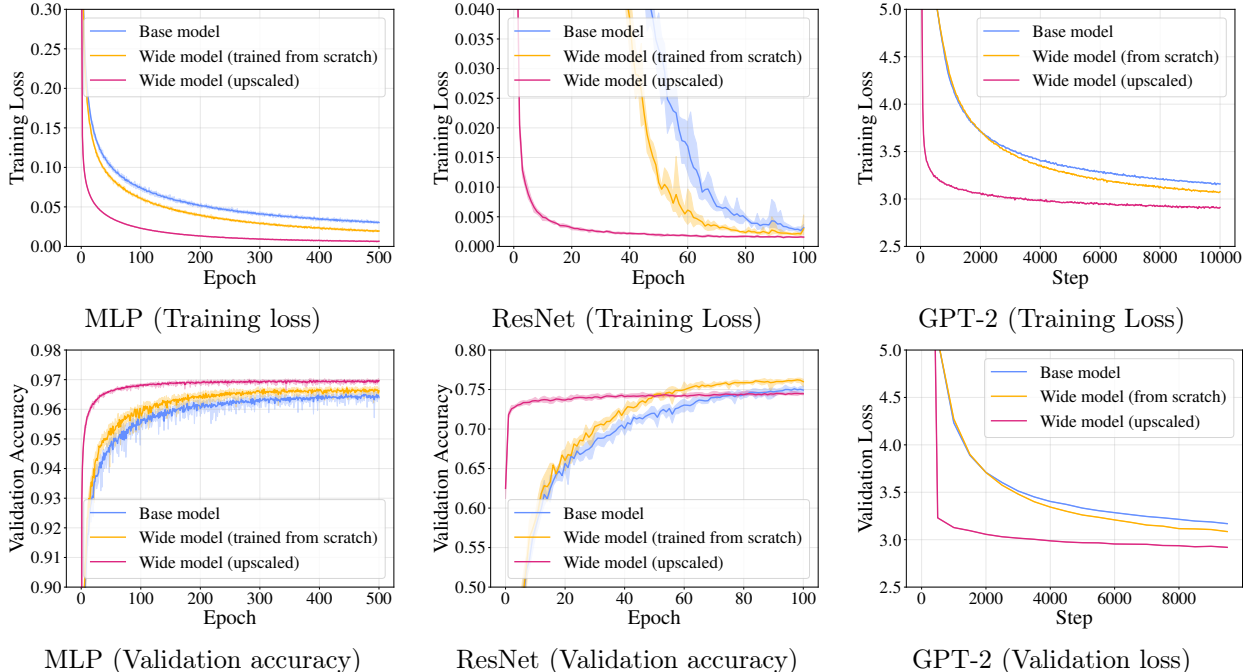 0.30
0.25
0.20
0.15
0.10
0.05
0.00
Training Loss
Base model
Wide model (trained from scratch)
Wide model (upscaled)
0 100 200 300 400 500
Epoch
MLP (Training loss)
0.040
0.035
0.030
0.025
0.020
0.015
0.010
0.005
0.000
Training Loss
Base model
Wide model (trained from scratch)
Wide model (upscaled)
0 20 40 60 80 100
Epoch
ResNet (Training Loss)
5.0
4.5
4.0
3.5
3.0
2.5
Training Loss
Base model
Wide model (from scratch)
Wide model (upscaled)
0 2000 4000 6000 8000 10000
Step
GPT-2 (Training Loss)
0.98
0.97
0.96
0.95
0.94
0.93
0.92
0.91
0.90
Validation Accuracy
Base model
Wide model (trained from scratch)
Wide model (upscaled)
0 100 200 300 400 500
Epoch
MLP (Validation accuracy)
0.80
0.75
0.70
0.65
0.60
0.55
0.50
Validation Accuracy
Base model
Wide model (trained from scratch)
Wide model (upscaled)
0 20 40 60 80 100
Epoch
ResNet (Validation accuracy)
5.0
4.5
4.0
3.5
3.0
2.5
Validation Loss
Base model
Wide model (from scratch)
Wide model (upscaled)
2000 4000 6000 8000
Step
GPT-2 (Validation loss)